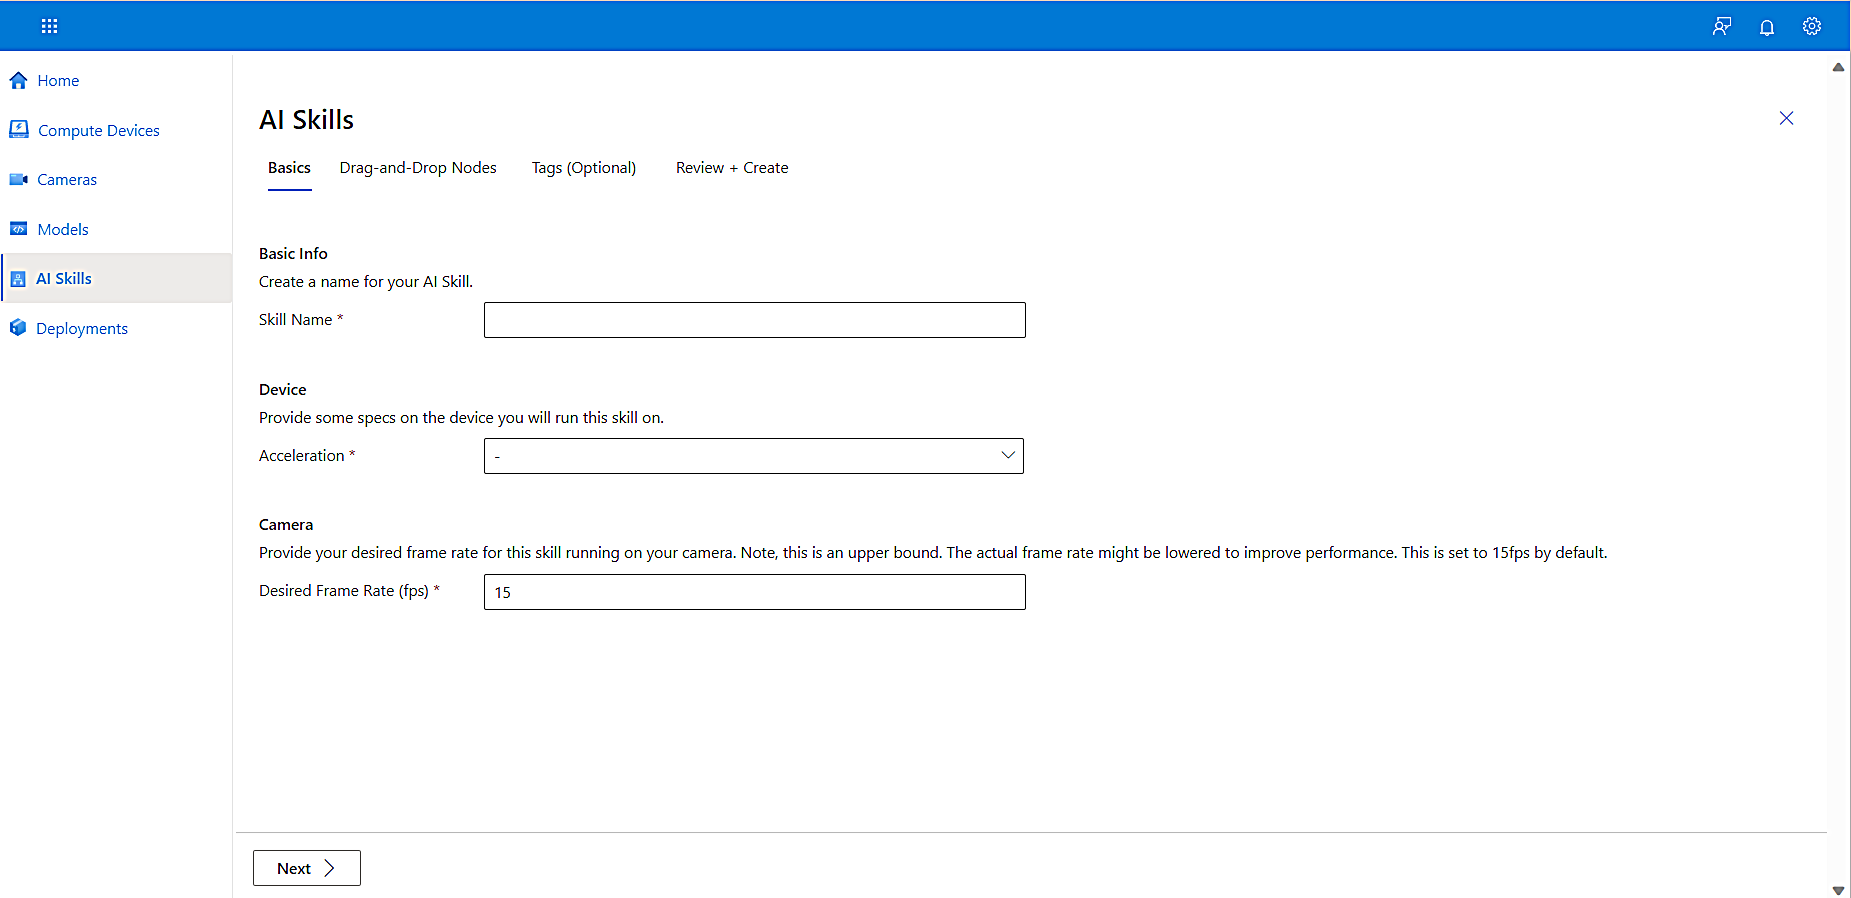 Home
Compute Devices
Cameras
Models
AI Skills
Deployments
AI Skills
Basics Drag-and-Drop Nodes Tags (Optional) Review + Create
Basic Info
Create a name for your AI Skill.
Skill Name *
Device
Provide some specs on the device you will run this skill on.
Acceleration * -
Camera
Provide your desired frame rate for this skill running on your camera. Note, this is an upper bound. The actual frame rate might be lowered to improve performance. This is set to 15fps by default.
Desired Frame Rate (fps) * 15
Next